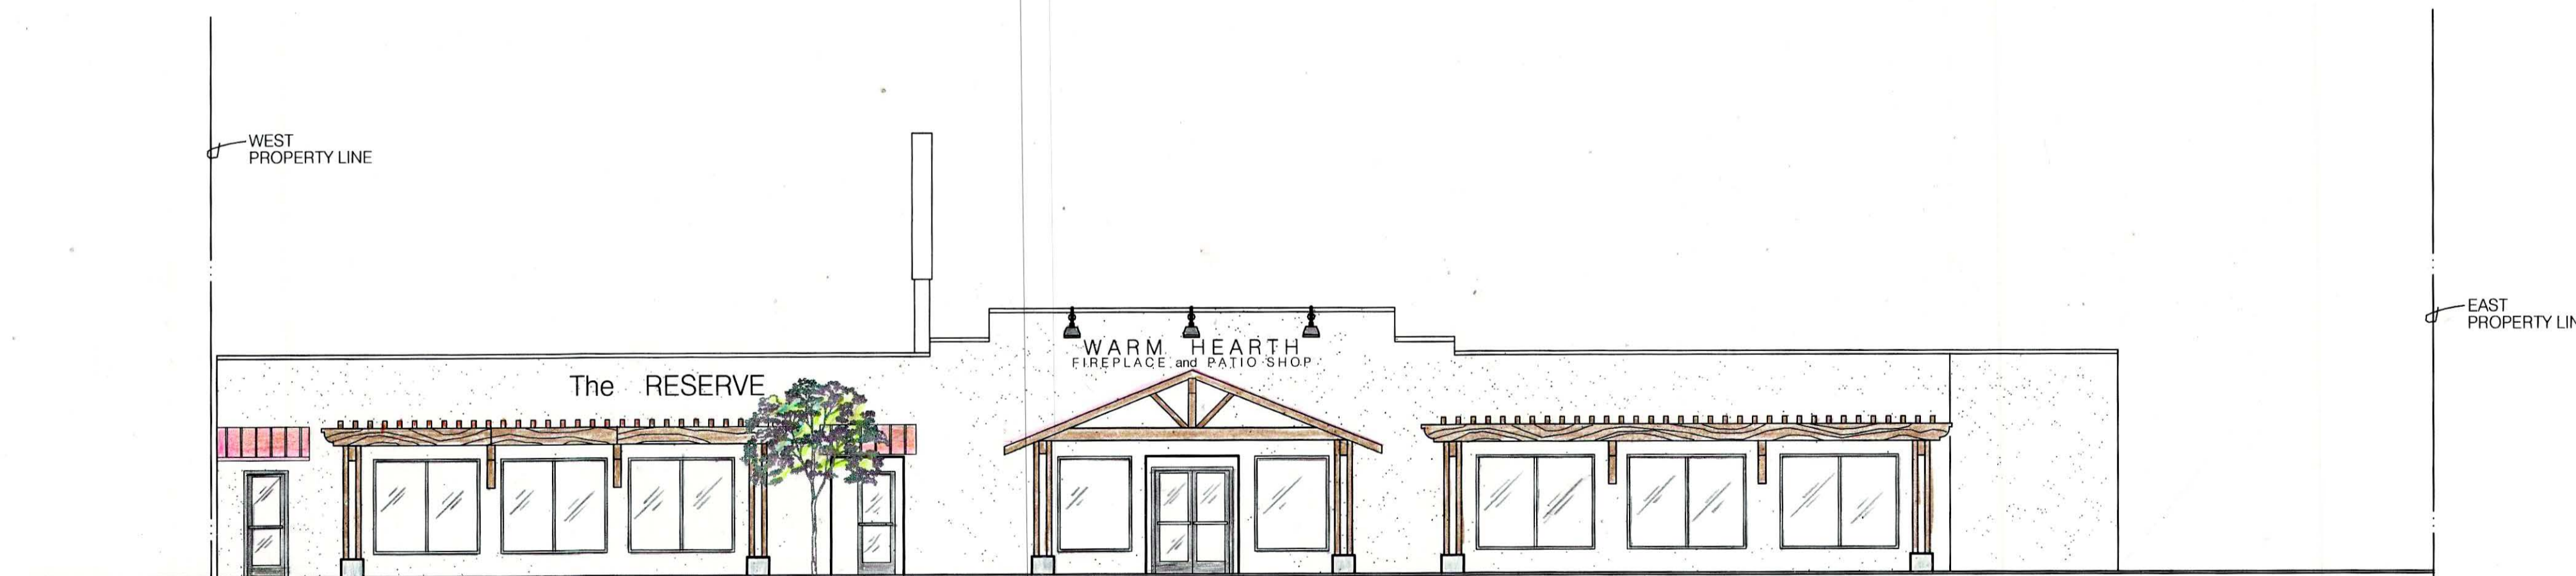 WEST
PROPERTY LINE
EAST
PROPERTY LIN
WARM HEARTH
FIREPLACE and PATIO SHOP
The RESERVE